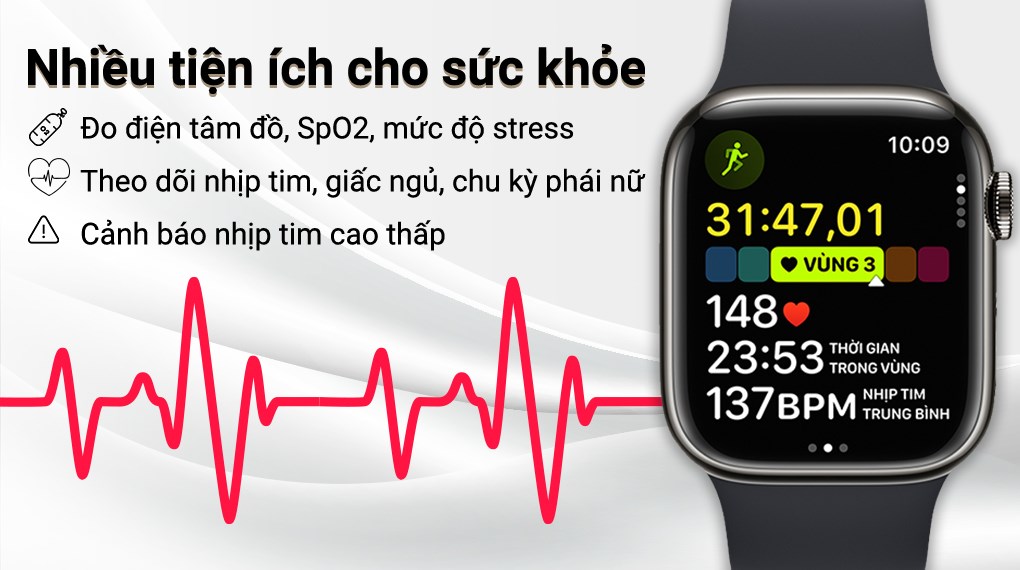 Nhiều tiện ích cho sức khỏe
Đo điện tâm đồ, SpO2, mức độ stress
Theo dõi nhịp tim, giấc ngủ, chu kỳ phái nữ
Cảnh báo nhịp tim cao thấp
10:09
31:47,01
VÙNG 3
148
23:53 THỜI GIAN
TRONG VÙNG
137BPM NHỊP TIM
TRUNG BÌNH